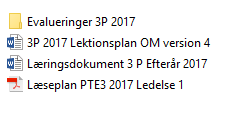 Evalueringer 3P 2017
3P 2017 Lektionsplan OM version 4
Læringsdokument 3 P Efterår 2017
Læseplan PTE3 2017 Ledelse 1